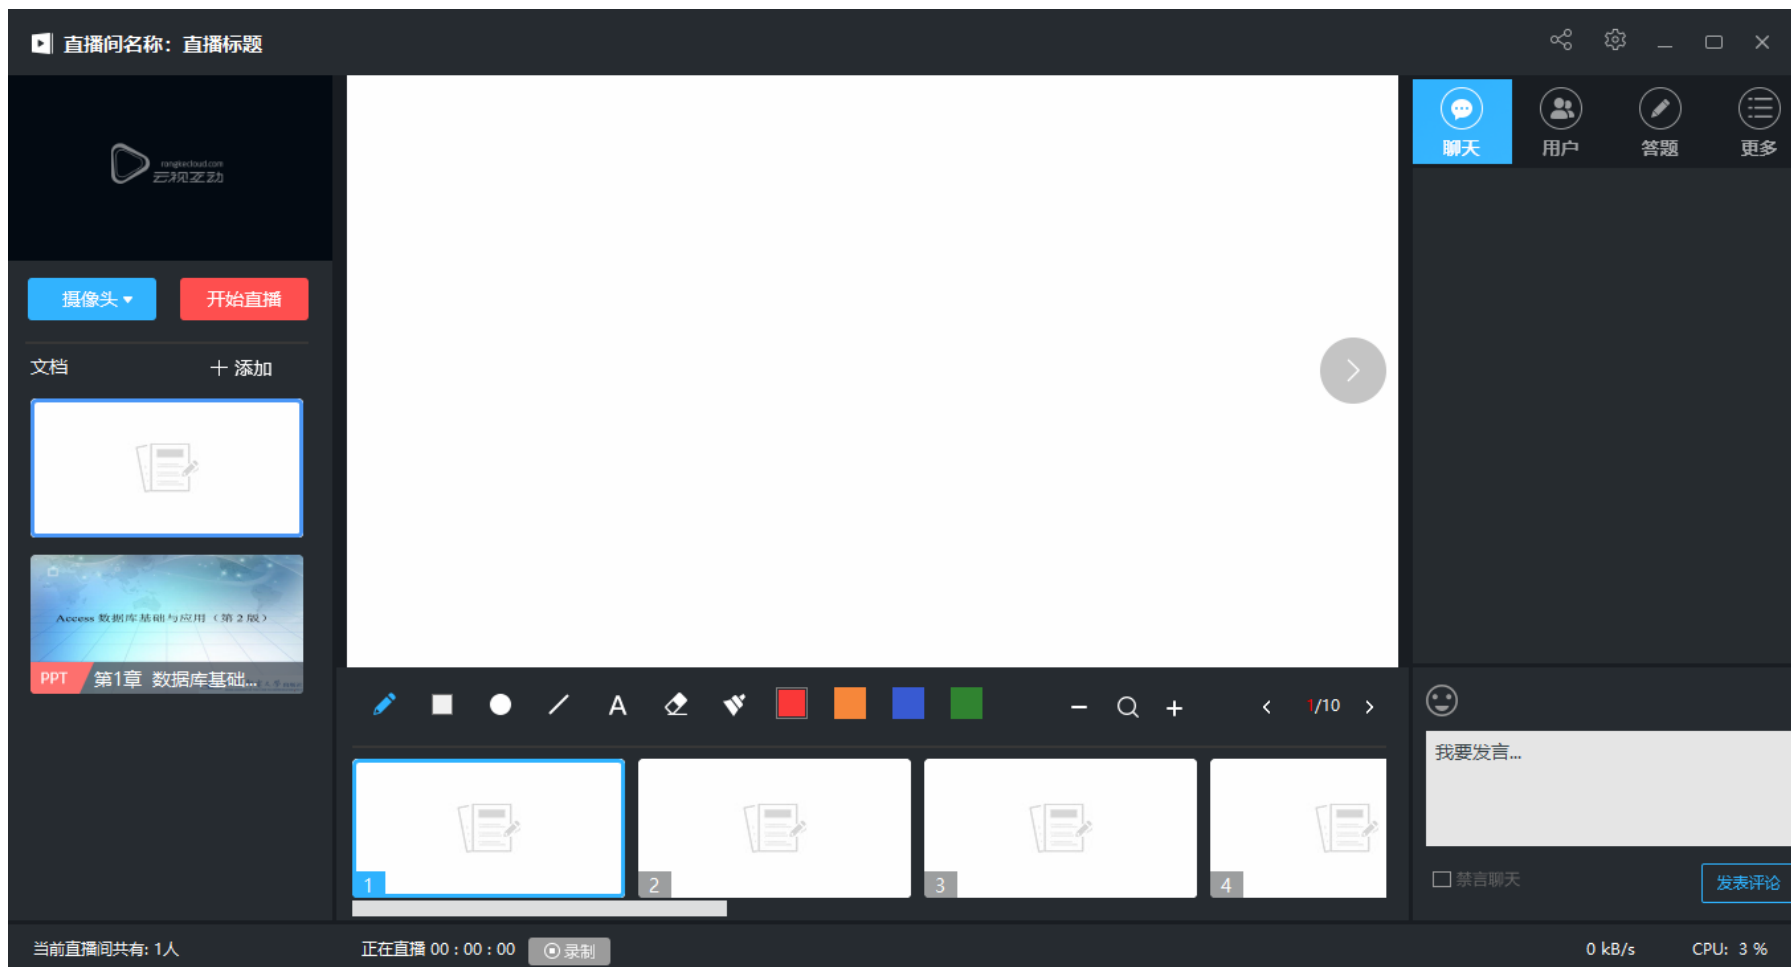 直播间名称：直播标题
rongkecloud.com
云视互动
摄像头
开始直播
文档
添加
Access 数据库基础与应用（第 2 版）
PPT
第1章 数据库基础...
聊天
用户
答题
更多
A
1/10
1
2
3
4
我要发言...
禁言聊天
发表评论
当前直播间共有: 1人
正在直播 00 : 00 : 00
录制
0 kB/s
CPU: 3 %